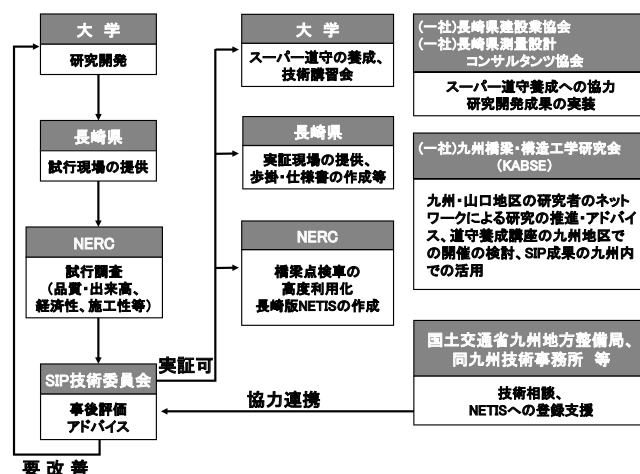 大 学
研究開発
長崎県
試行現場の提供
NERC
試行調査
(品質・出来高、
経済性、施工性等)
SIP技術委員会
事後評価
アドバイス
要 改 善
実証可
大 学
スーパー道守の養成、
技術講習会
長崎県
実証現場の提供、
歩掛・仕様書の作成等
NERC
橋梁点検車の
高度利用化
長崎版NETISの作成
協力連携
(一社)長崎県建設業協会
(一社)長崎県測量設計
コンサルタンツ協会
スーパー道守養成への協力
研究開発成果の実装
(一社)九州橋梁・構造工学研究会
(KABSE)
九州・山口地区の研究者のネット
ワークによる研究の推進・アドバイ
ス、道守養成講座の九州地区で
の開催の検討、SIP成果の九州内
での活用
国土交通省九州地方整備局、
同九州技術事務所 等
技術相談、
NETISへの登録支援